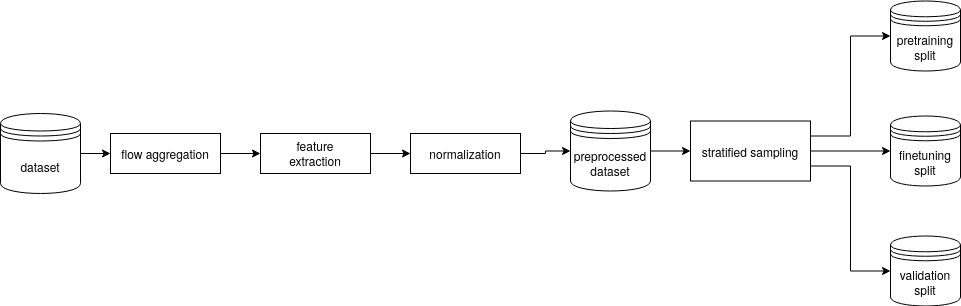 dataset
flow aggregation
feature
extraction
normalization
preprocessed
dataset
stratified sampling
pretraining
split
finetuning
split
validation
split